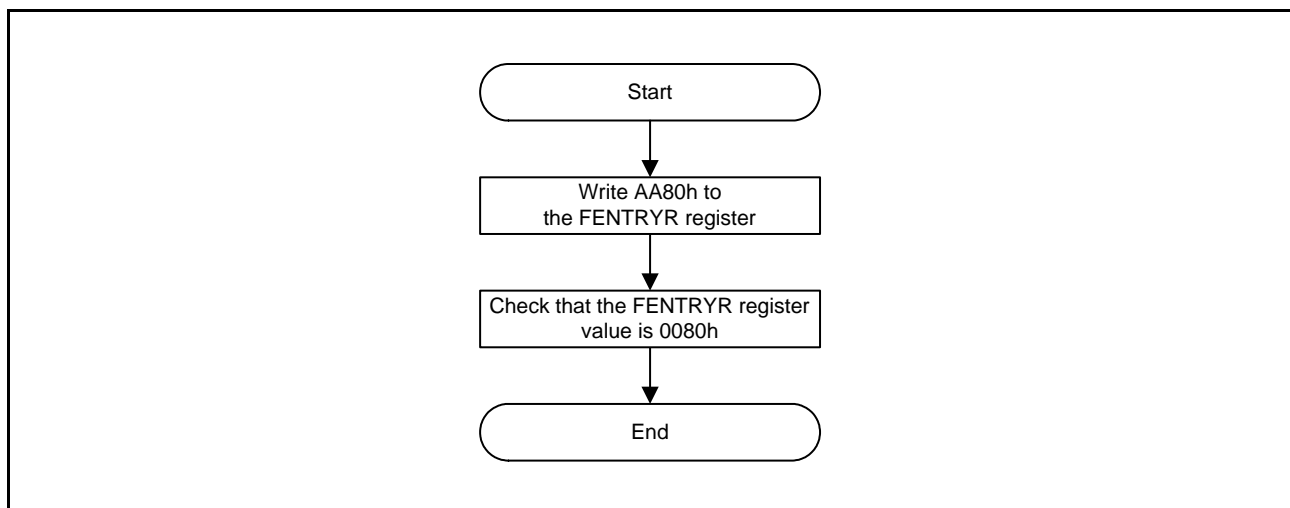 Start
Write AA80h to
the FENTRYR register
Check that the FENTRYR register
value is 0080h
End